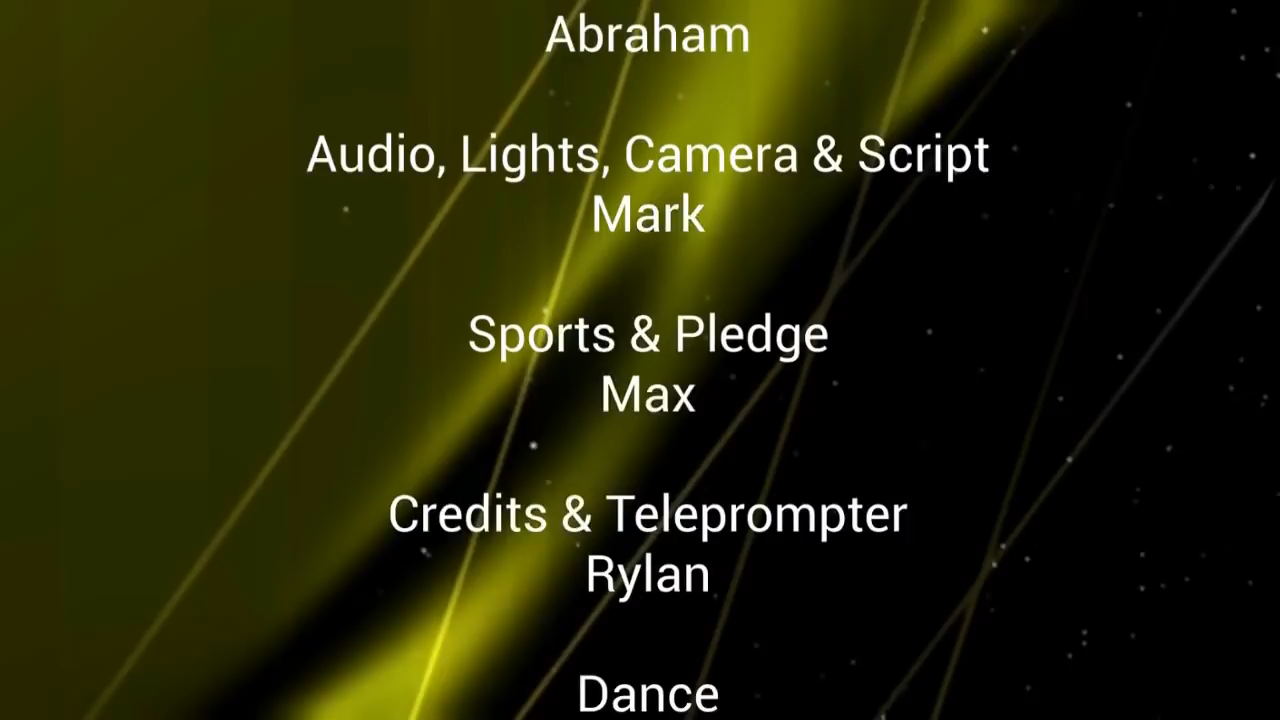 Abraham
Audio, Lights, Camera & Script
Mark
Sports & Pledge
Max
Credits & Teleprompter
Rylan
Dance